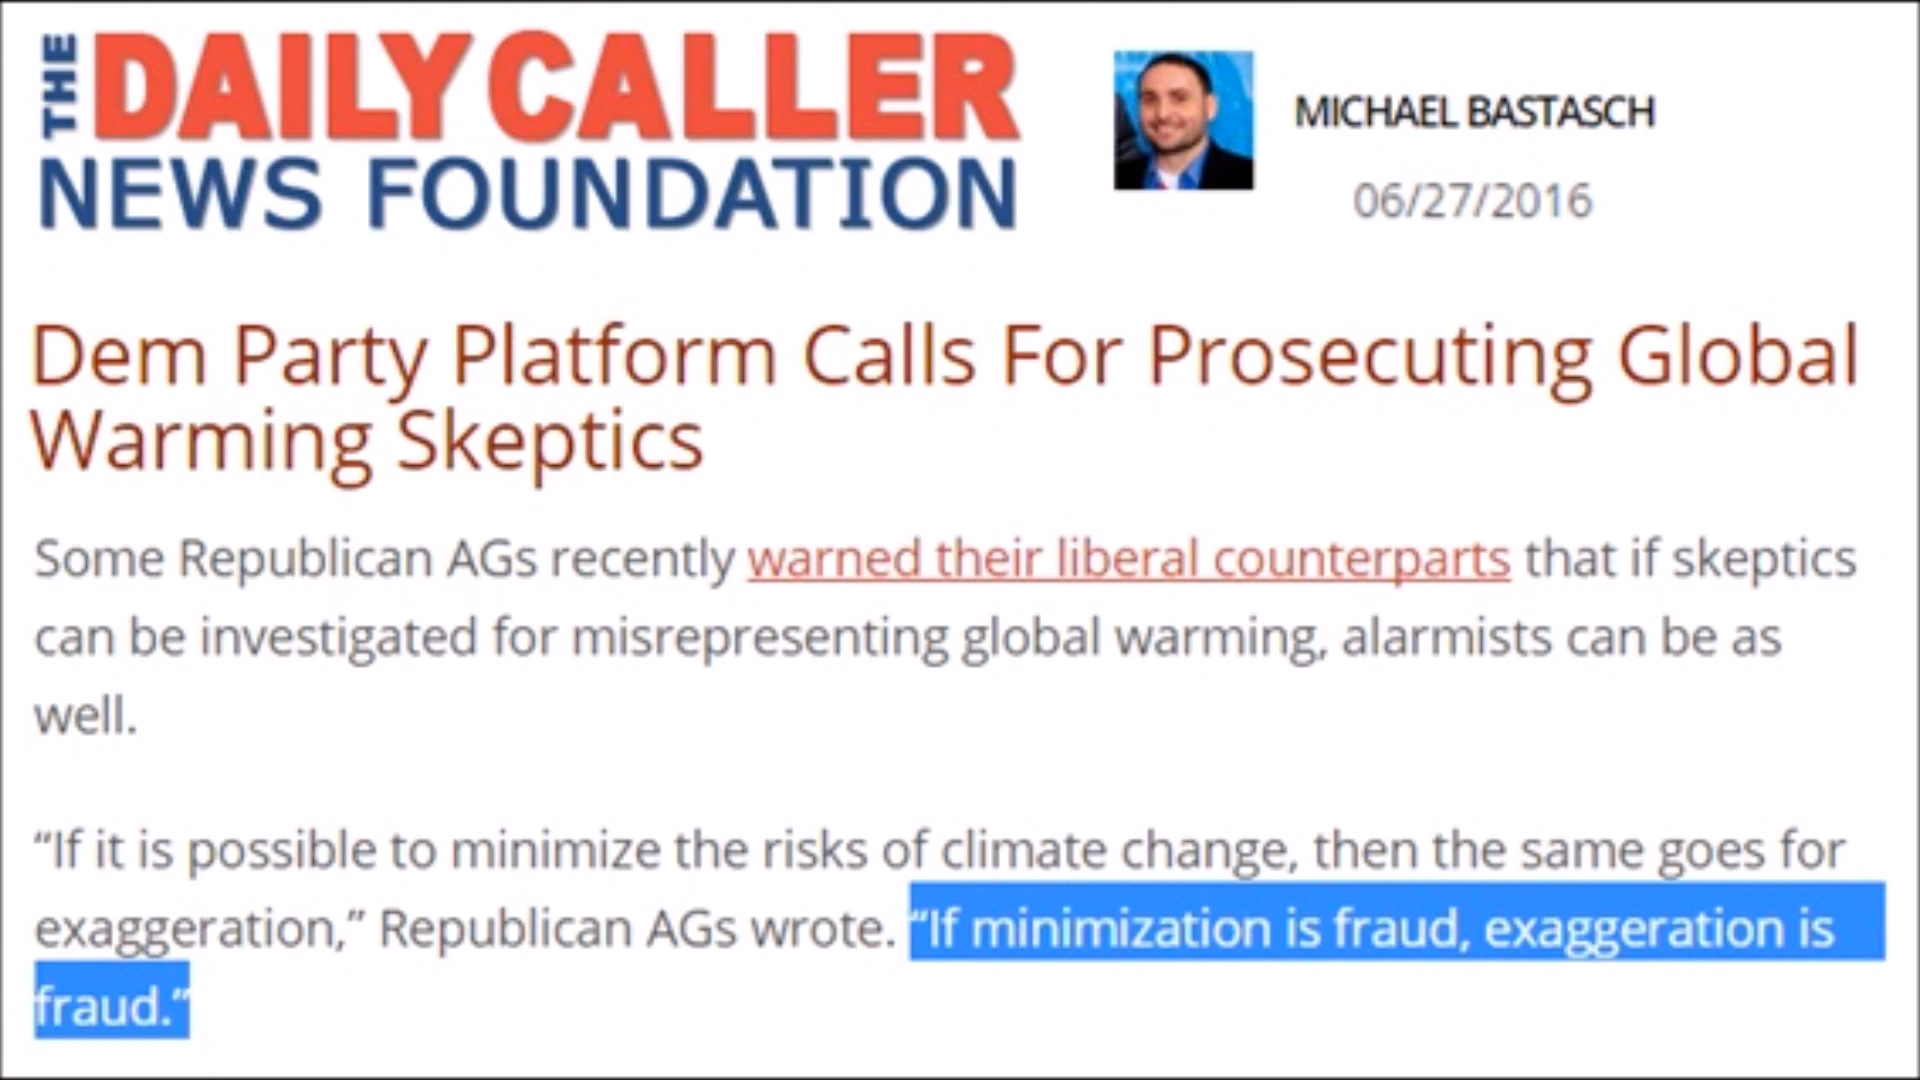 THE DAILY CALLER
NEWS FOUNDATION
MICHAEL BASTASCH
06/27/2016
Dem Party Platform Calls For Prosecuting Global
Warming Skeptics
Some Republican AGs recently warned their liberal counterparts that if skeptics
can be investigated for misrepresenting global warming, alarmists can be as
well.
“If it is possible to minimize the risks of climate change, then the same goes for
exaggeration,” Republican AGs wrote. “If minimization is fraud, exaggeration is
fraud.”